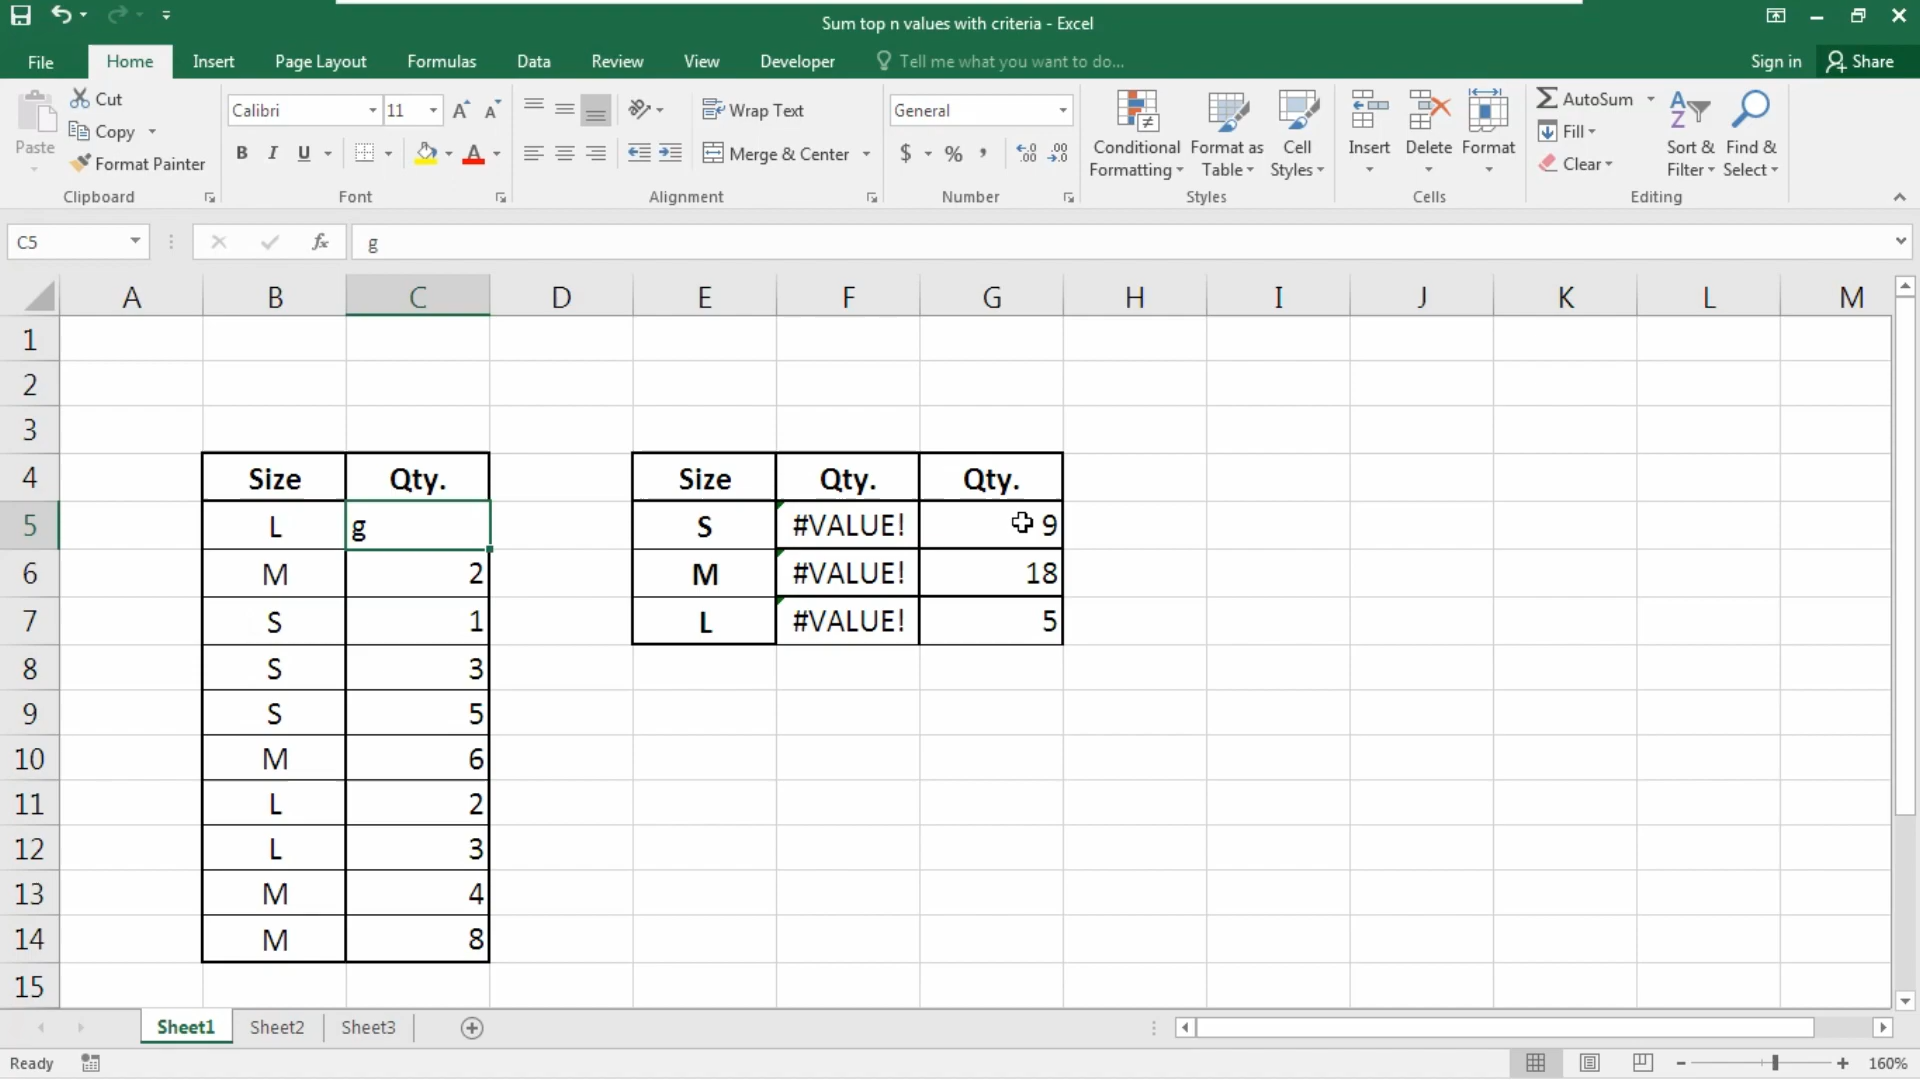 Sum top n values with criteria - Excel
File Home Insert Page Layout Formulas Data Review View Developer Tell me what you want to do... Sign in Share
Paste
Cut
Copy
Format Painter
Clipboard
Calibri 11
B I U
Font
Wrap Text
Merge & Center
Alignment
General
$ % ,
Number
Conditional Formatting
Format as Table
Cell Styles
Styles
Insert Delete Format
Cells
AutoSum
Fill
Clear
Sort & Filter
Find & Select
Editing
C5 fx g
A B C D E F G H I J K L M
1
2
3
4 Size Qty. Size Qty. Qty.
5 L g S #VALUE! 9
6 M 2 M #VALUE! 18
7 S 1 L #VALUE! 5
8 S 3
9 S 5
10 M 6
11 L 2
12 L 3
13 M 4
14 M 8
15
Sheet1 Sheet2 Sheet3
Ready 160%